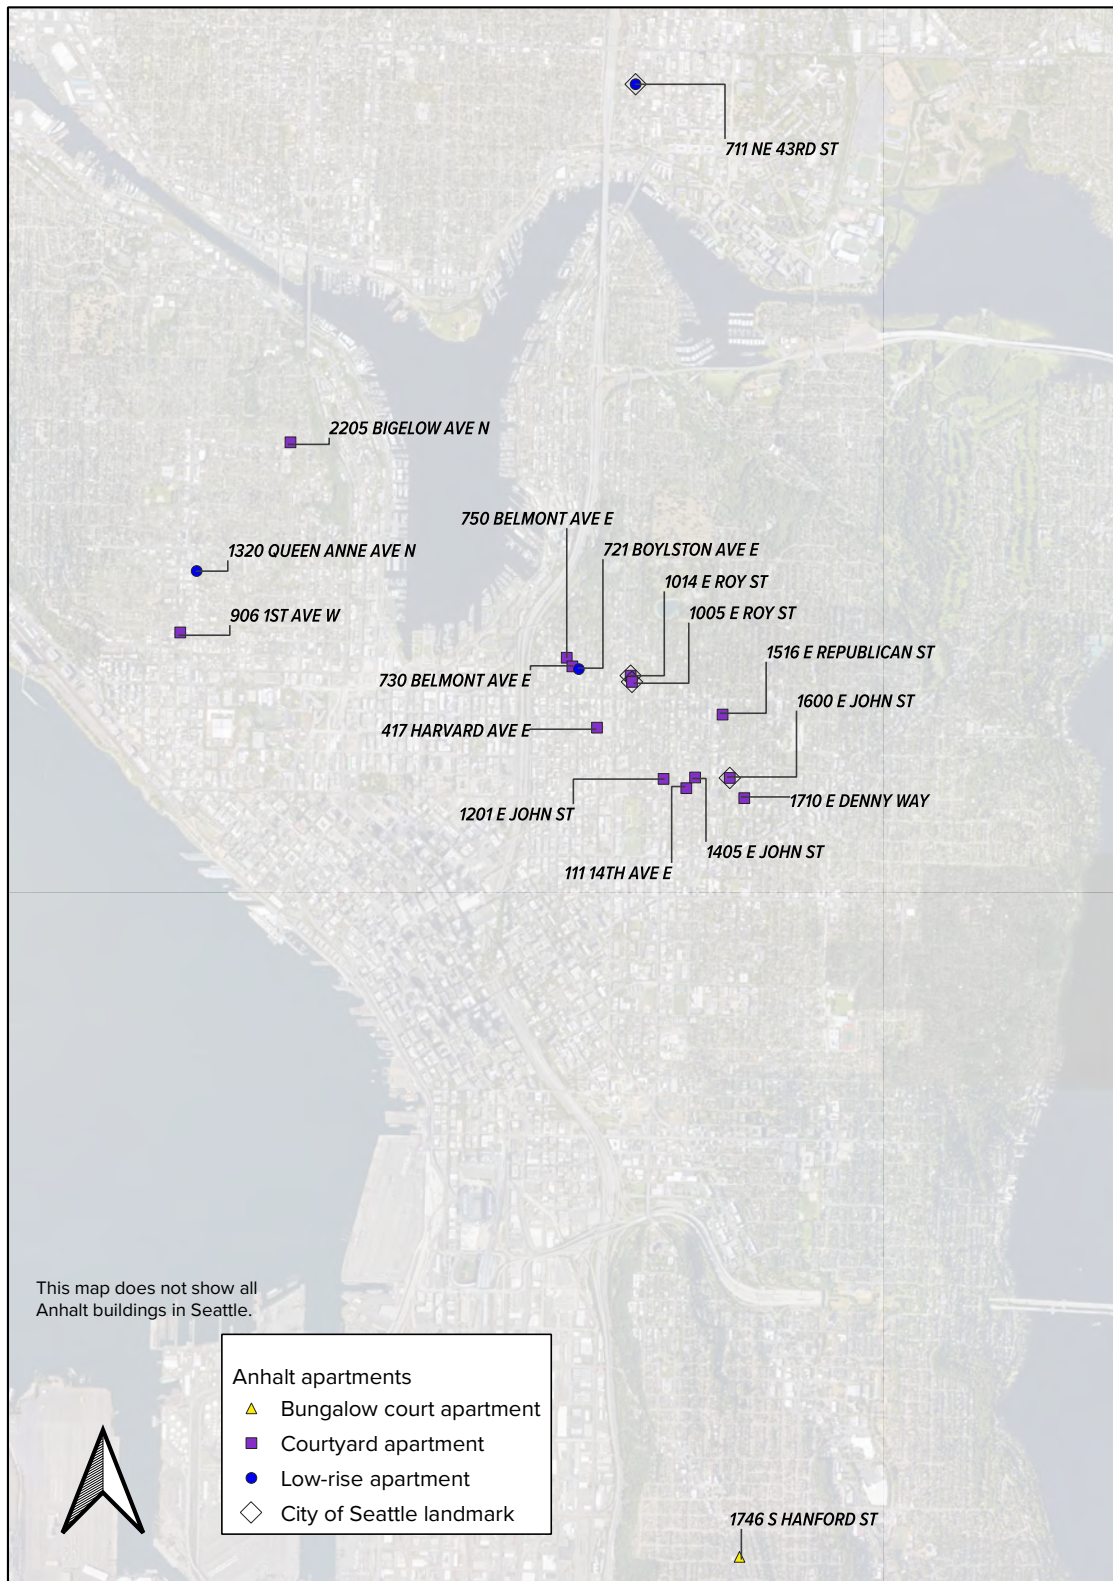 711 NE 43RD ST
2205 BIGELOW AVE N
750 BELMONT AVE E
721 BOYLSTON AVE E
1320 QUEEN ANNE AVE N
1014 E ROY ST
906 1ST AVE W
1005 E ROY ST
1516 E REPUBLICAN ST
730 BELMONT AVE E
1600 E JOHN ST
417 HARVARD AVE E
1710 E DENNY WAY
1201 E JOHN ST
1405 E JOHN ST
111 14TH AVE E
This map does not show all
Anhalt buildings in Seattle.
Anhalt apartments
Bungalow court apartment
Courtyard apartment
Low-rise apartment
City of Seattle landmark
1746 S HANFORD ST